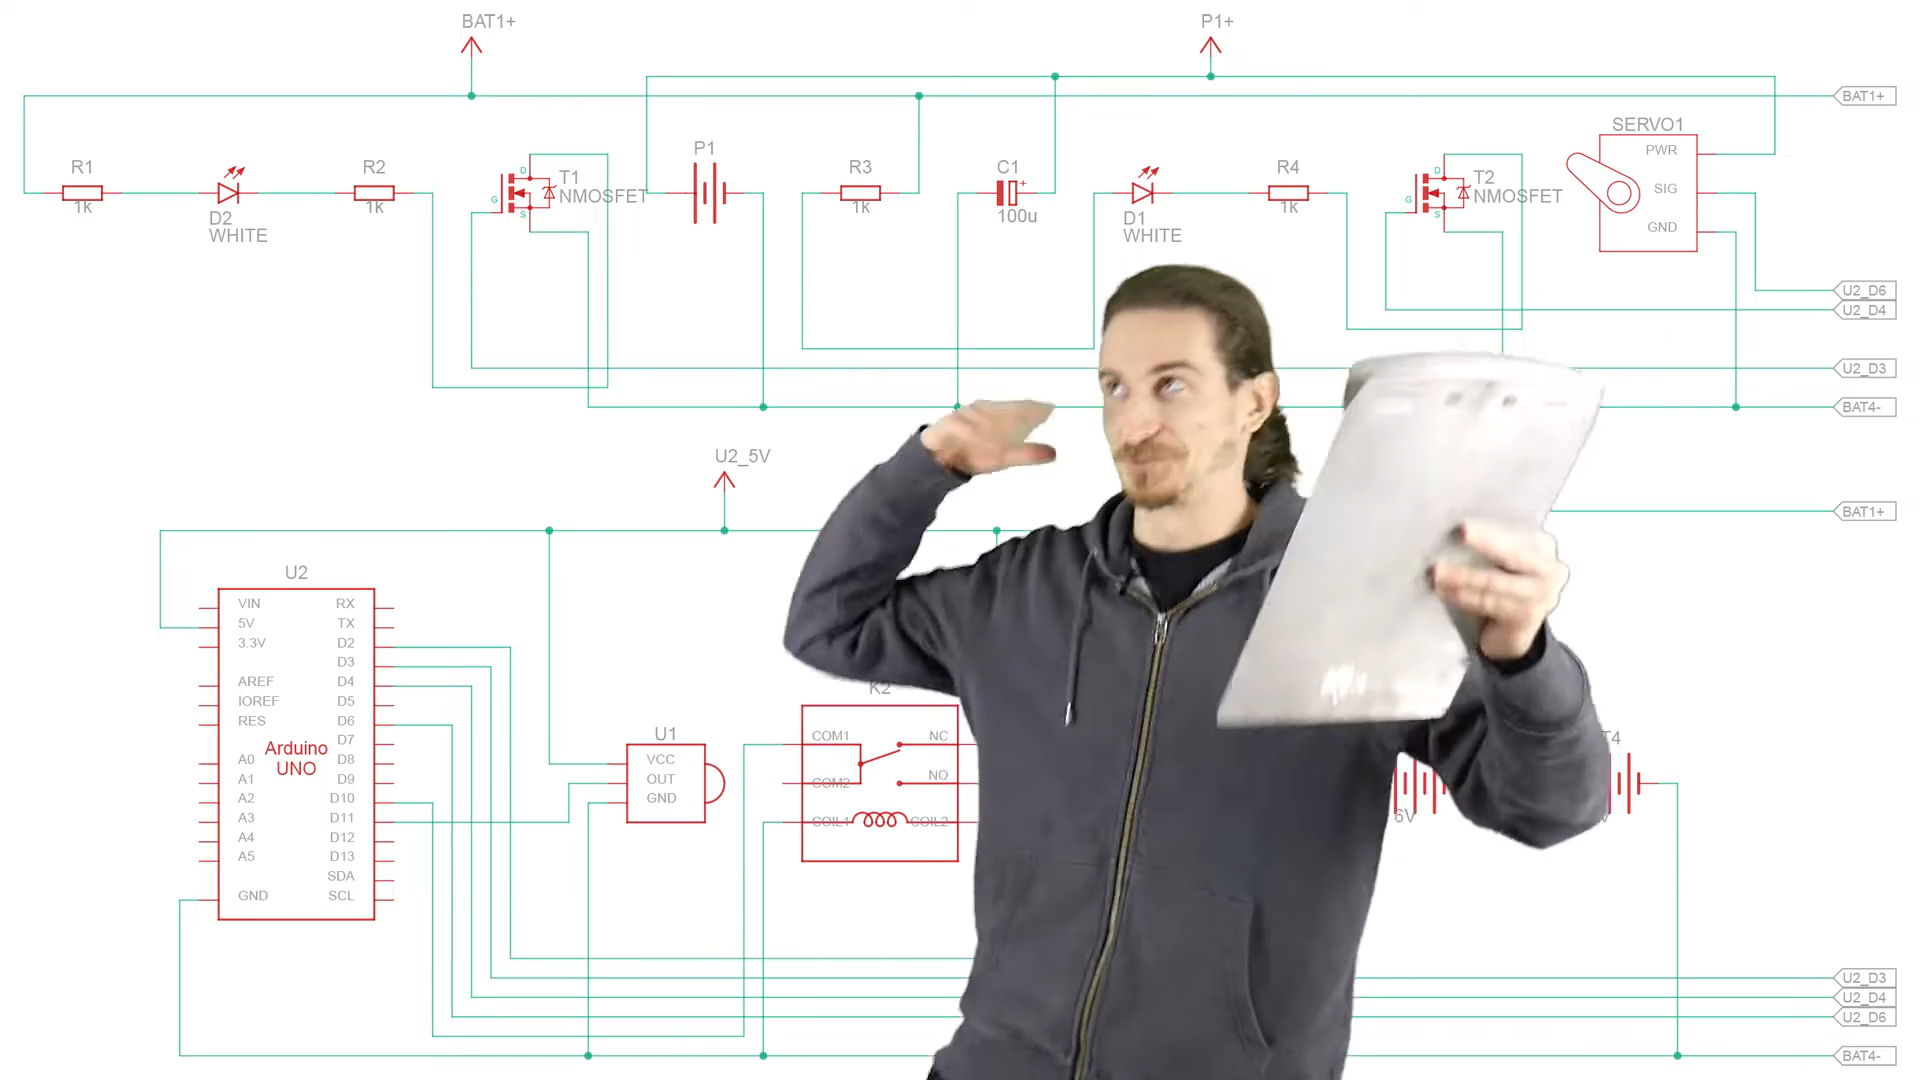 BAT1+
P1+
BAT1+
SERVO1
PWR
SIG
GND
R1
1k
D2
WHITE
R2
1k
D
G
S
T1
NMOSFET
P1
R3
1k
C1
+
100u
D1
WHITE
R4
1k
D
G
S
T2
NMOSFET
U2_D6
U2_D4
U2_D3
BAT4-
U2_5V
BAT1+
U2
VIN
5V
3.3V
AREF
IOREF
RES
A0
A1
A2
A3
A4
A5
GND
Arduino
UNO
RX
TX
D2
D3
D4
D5
D6
D7
D8
D9
D10
D11
D12
D13
SDA
SCL
U1
VCC
OUT
GND
K2
COM1
COM2
COIL1
NC
NO
COIL2
6V
T4
U2_D3
U2_D4
U2_D6
BAT4-